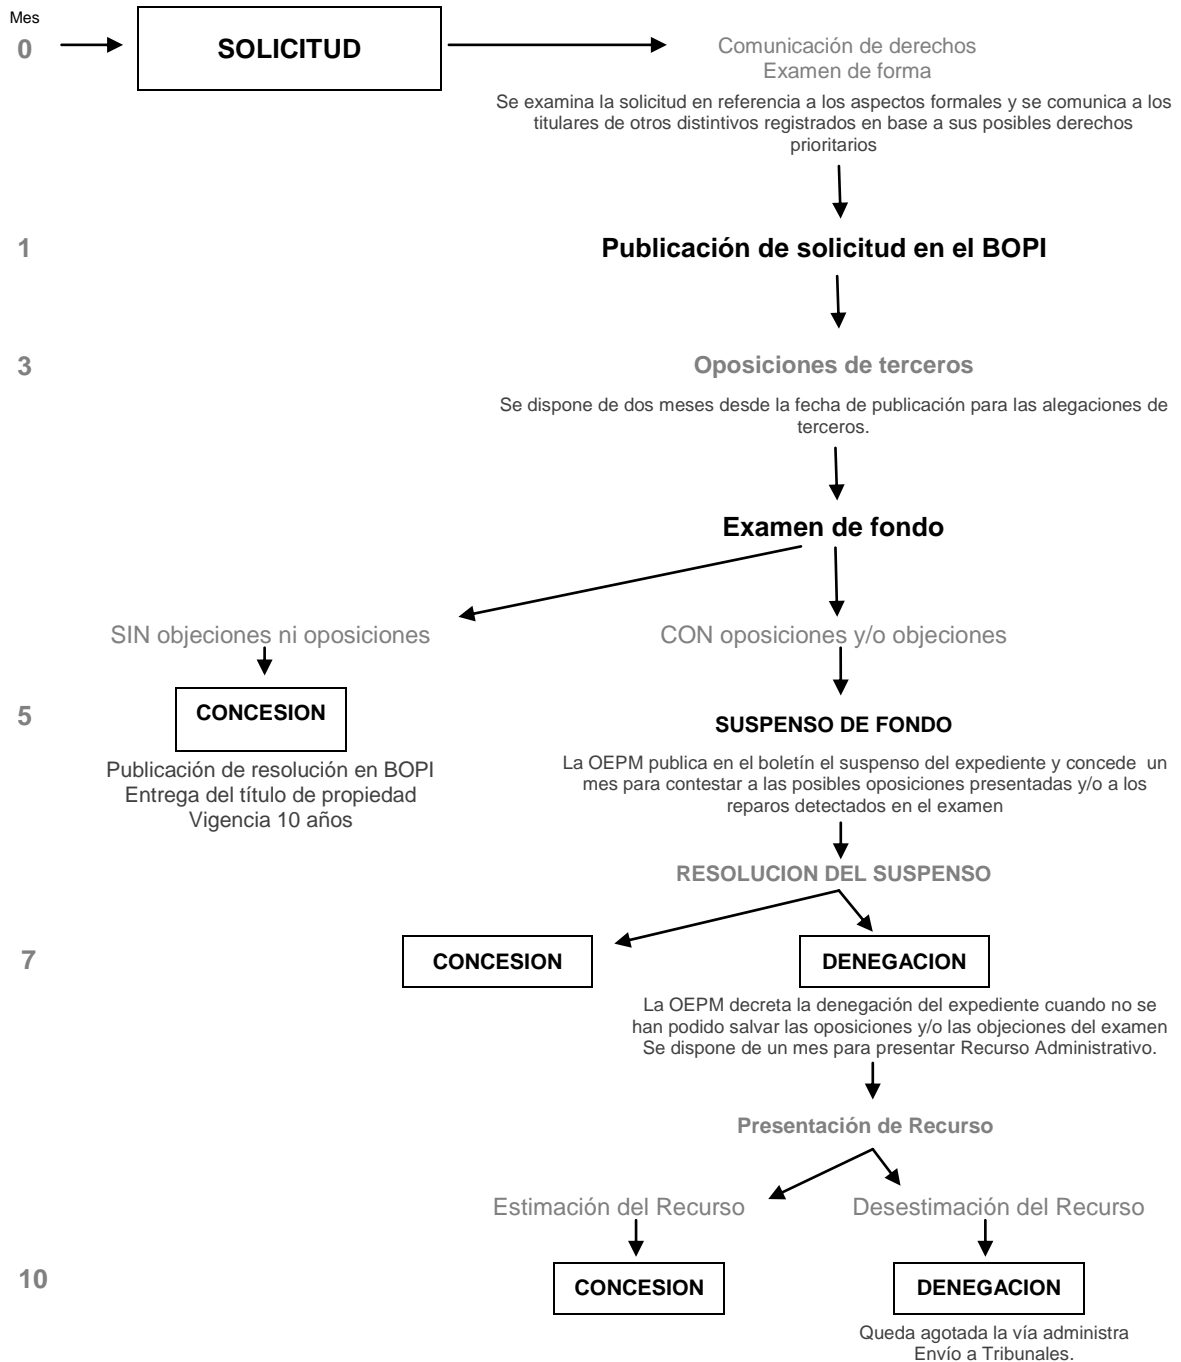 Mes
0
SOLICITUD
Comunicación de derechos
Examen de forma
Se examina la solicitud en referencia a los aspectos formales y se comunica a los
titulares de otros distintivos registrados en base a sus posibles derechos
prioritarios
1
Publicación de solicitud en el BOPI
3
Oposiciones de terceros
Se dispone de dos meses desde la fecha de publicación para las alegaciones de
terceros.
Examen de fondo
SIN objeciones ni oposiciones
CON oposiciones y/o objeciones
5
CONCESION
Publicación de resolución en BOPI
Entrega del título de propiedad
Vigencia 10 años
SUSPENSO DE FONDO
La OEPM publica en el boletín el suspenso del expediente y concede un
mes para contestar a las posibles oposiciones presentadas y/o a los
reparos detectados en el examen
RESOLUCION DEL SUSPENSO
7
CONCESION
DENEGACION
La OEPM decreta la denegación del expediente cuando no se
han podido salvar las oposiciones y/o las objeciones del examen
Se dispone de un mes para presentar Recurso Administrativo.
Presentación de Recurso
Estimación del Recurso
Desestimación del Recurso
10
CONCESION
DENEGACION
Queda agotada la vía administra
Envío a Tribunales.